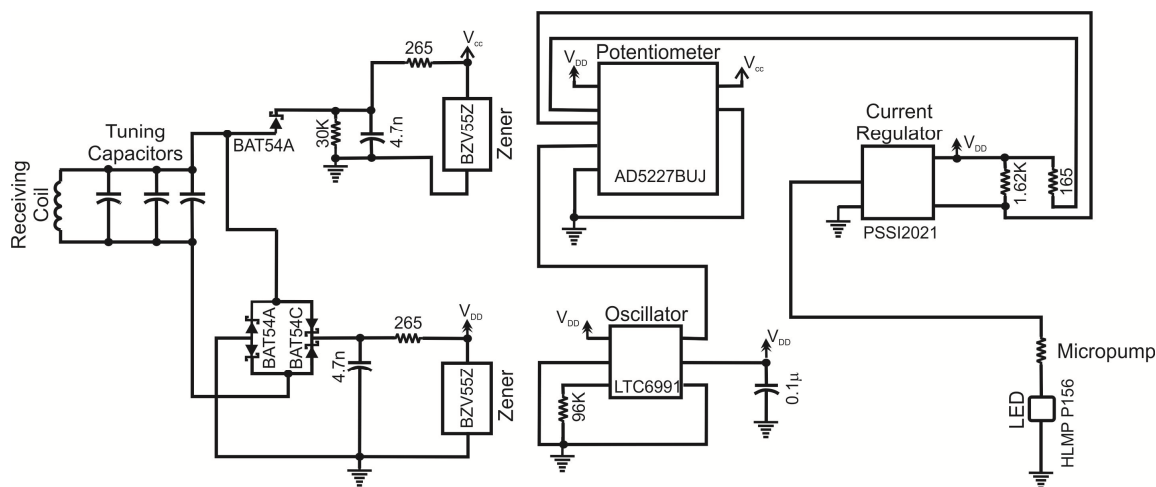 Receiving
Coil
Tuning
Capacitors
BAT54A
30K
4.7n
265
Vcc
BZV55Z
Zener
BAT54A
BAT54C
4.7n
265
VDD
BZV55Z
Zener
Potentiometer
VDD
Vcc
AD5227BUJ
Oscillator
VDD
VDD
LTC6991
96K
0.1µ
Current
Regulator
VDD
PSSI2021
1.62K
165
Micropump
LED
HLMP P156